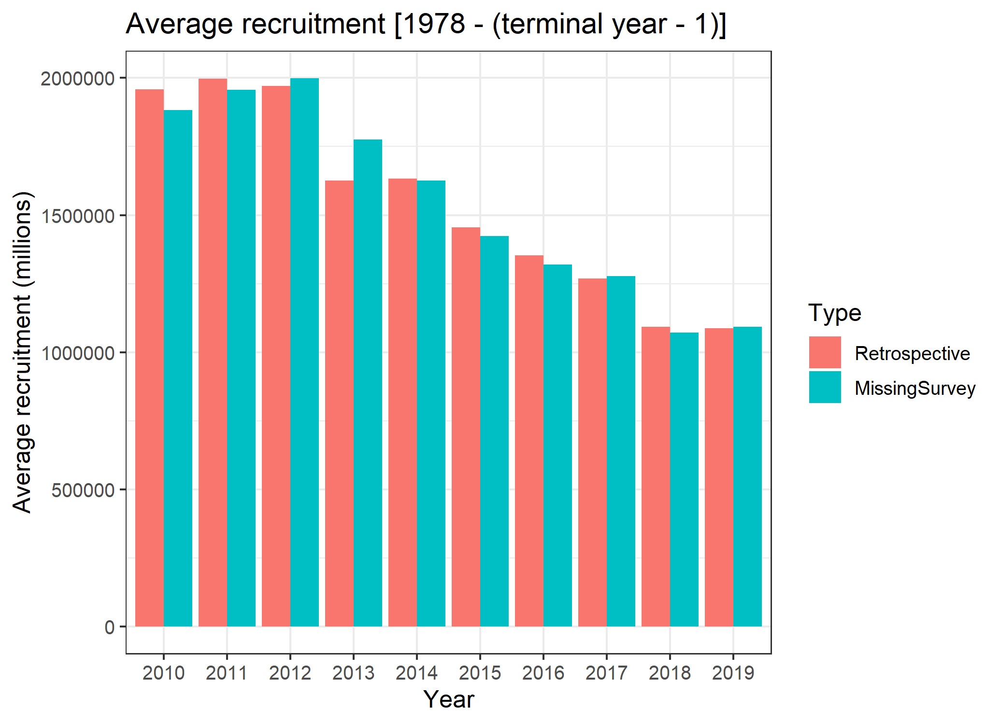 Average recruitment [1978 - (terminal year - 1)]
Average recruitment (millions)
2000000
1500000
1000000
500000
0
2010 2011 2012 2013 2014 2015 2016 2017 2018 2019
Year
Type
Retrospective
MissingSurvey